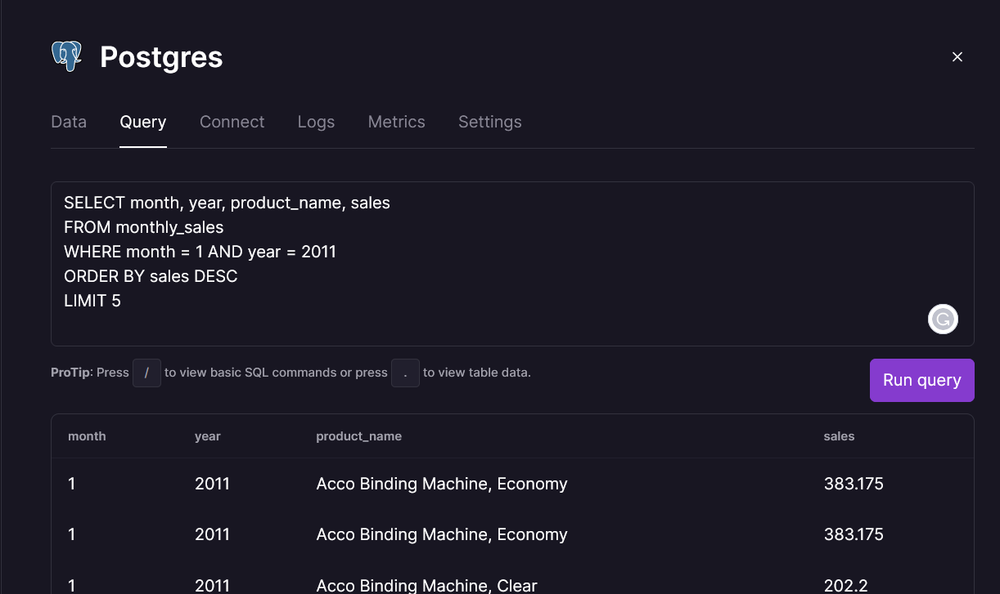 Postgres
Data Query Connect Logs Metrics Settings
SELECT month, year, product_name, sales
FROM monthly_sales
WHERE month = 1 AND year = 2011
ORDER BY sales DESC
LIMIT 5
ProTip: Press / to view basic SQL commands or press . to view table data.
Run query
month year product_name sales
1 2011 Acco Binding Machine, Economy 383.175
1 2011 Acco Binding Machine, Economy 383.175
1 2011 Acco Binding Machine, Clear 202.2